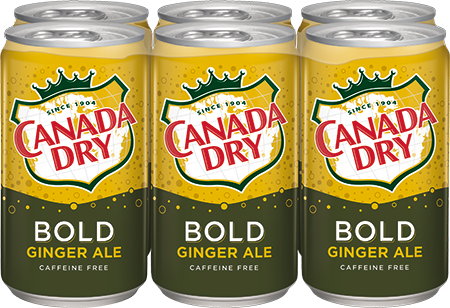 SINCE 1904
CANADA
DRY
BOLD
GINGER ALE
CAFFEINE FREE
SINCE 1904
CANADA
DRY
BOLD
GINGER ALE
CAFFEINE FREE
SINCE 1904
CANADA
DRY
BOLD
GINGER ALE
CAFFEINE FREE